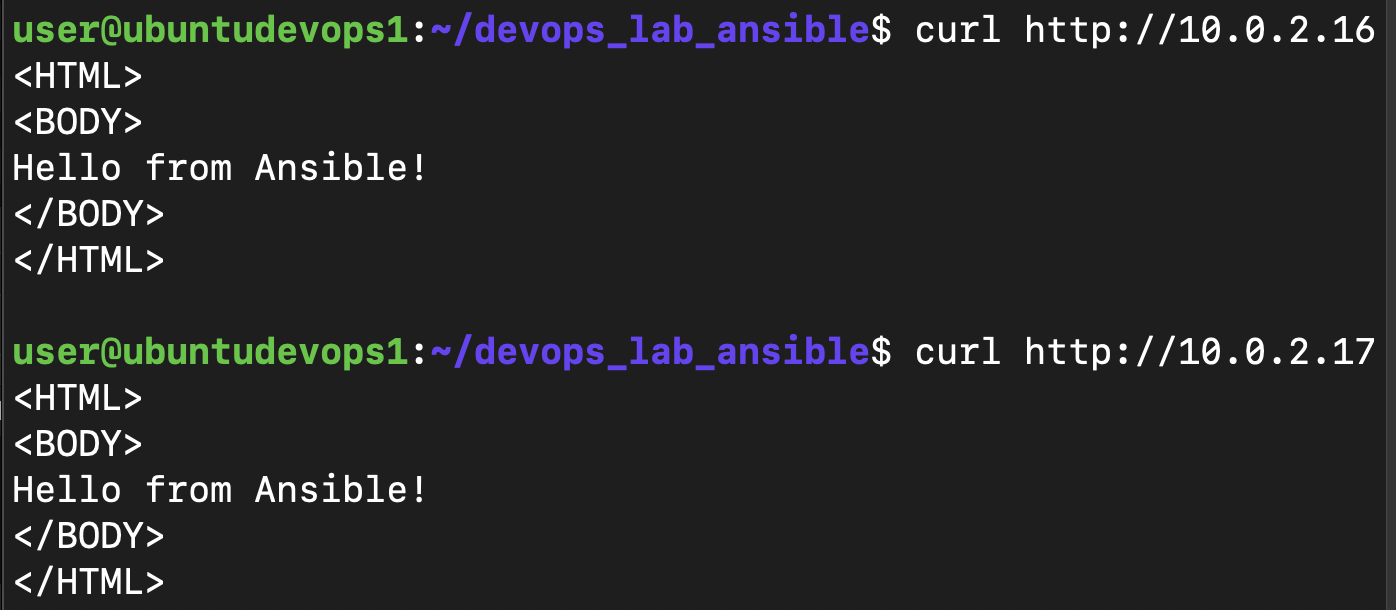 user@ubuntudevops1:~/devops_lab_ansible$ curl http://10.0.2.16
<HTML>
<BODY>
Hello from Ansible!
</BODY>
</HTML>

user@ubuntudevops1:~/devops_lab_ansible$ curl http://10.0.2.17
<HTML>
<BODY>
Hello from Ansible!
</BODY>
</HTML>